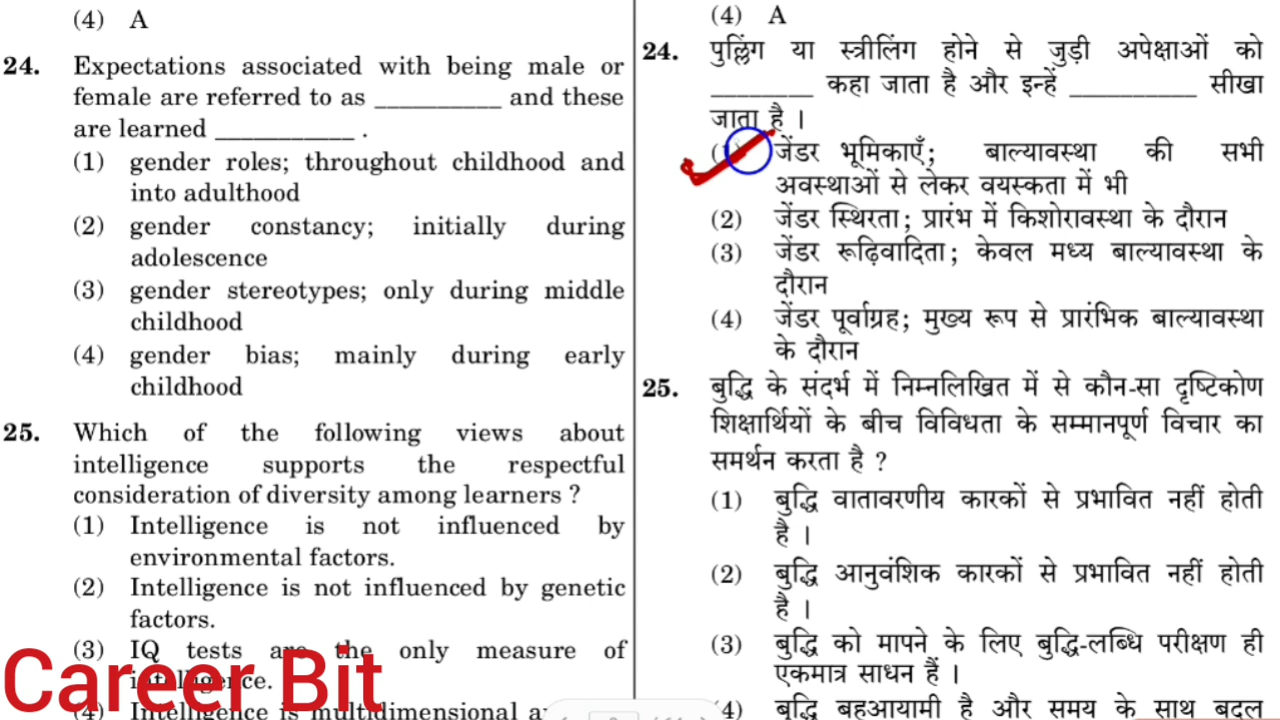 (4) A
24. Expectations associated with being male or
female are referred to as __________ and these
are learned ___________ .
(1) gender roles; throughout childhood and
into adulthood
(2) gender constancy; initially during
adolescence
(3) gender stereotypes; only during middle
childhood
(4) gender bias; mainly during early
childhood
25. Which of the following views about
intelligence supports the respectful
consideration of diversity among learners ?
(1) Intelligence is not influenced by
environmental factors.
(2) Intelligence is not influenced by genetic
factors.
(3) IQ tests are the only measure of
intelligence.
(4) Intelligence is multidimensional
Career Bit
(4) A
24. पुल्लिंग या स्त्रीलिंग होने से जुड़ी अपेक्षाओं को
________ कहा जाता है और इन्हें __________ सीखा
जाता है ।
जेंडर भूमिकाएँ; बाल्यावस्था की सभी
अवस्थाओं से लेकर वयस्कता में भी
(2) जेंडर स्थिरता; प्रारंभ में किशोरावस्था के दौरान
(3) जेंडर रूढ़िवादिता; केवल मध्य बाल्यावस्था के
दौरान
(4) जेंडर पूर्वाग्रह; मुख्य रूप से प्रारंभिक बाल्यावस्था
के दौरान
25. बुद्धि के संदर्भ में निम्नलिखित में से कौन-सा दृष्टिकोण
शिक्षार्थियों के बीच विविधता के सम्मानपूर्ण विचार का
समर्थन करता है ?
(1) बुद्धि वातावरणीय कारकों से प्रभावित नहीं होती
है ।
(2) बुद्धि आनुवंशिक कारकों से प्रभावित नहीं होती
है ।
(3) बुद्धि को मापने के लिए बुद्धि-लब्धि परीक्षण ही
एकमात्र साधन हैं ।
4) बुद्धि बहुआयामी है और समय के साथ बदल